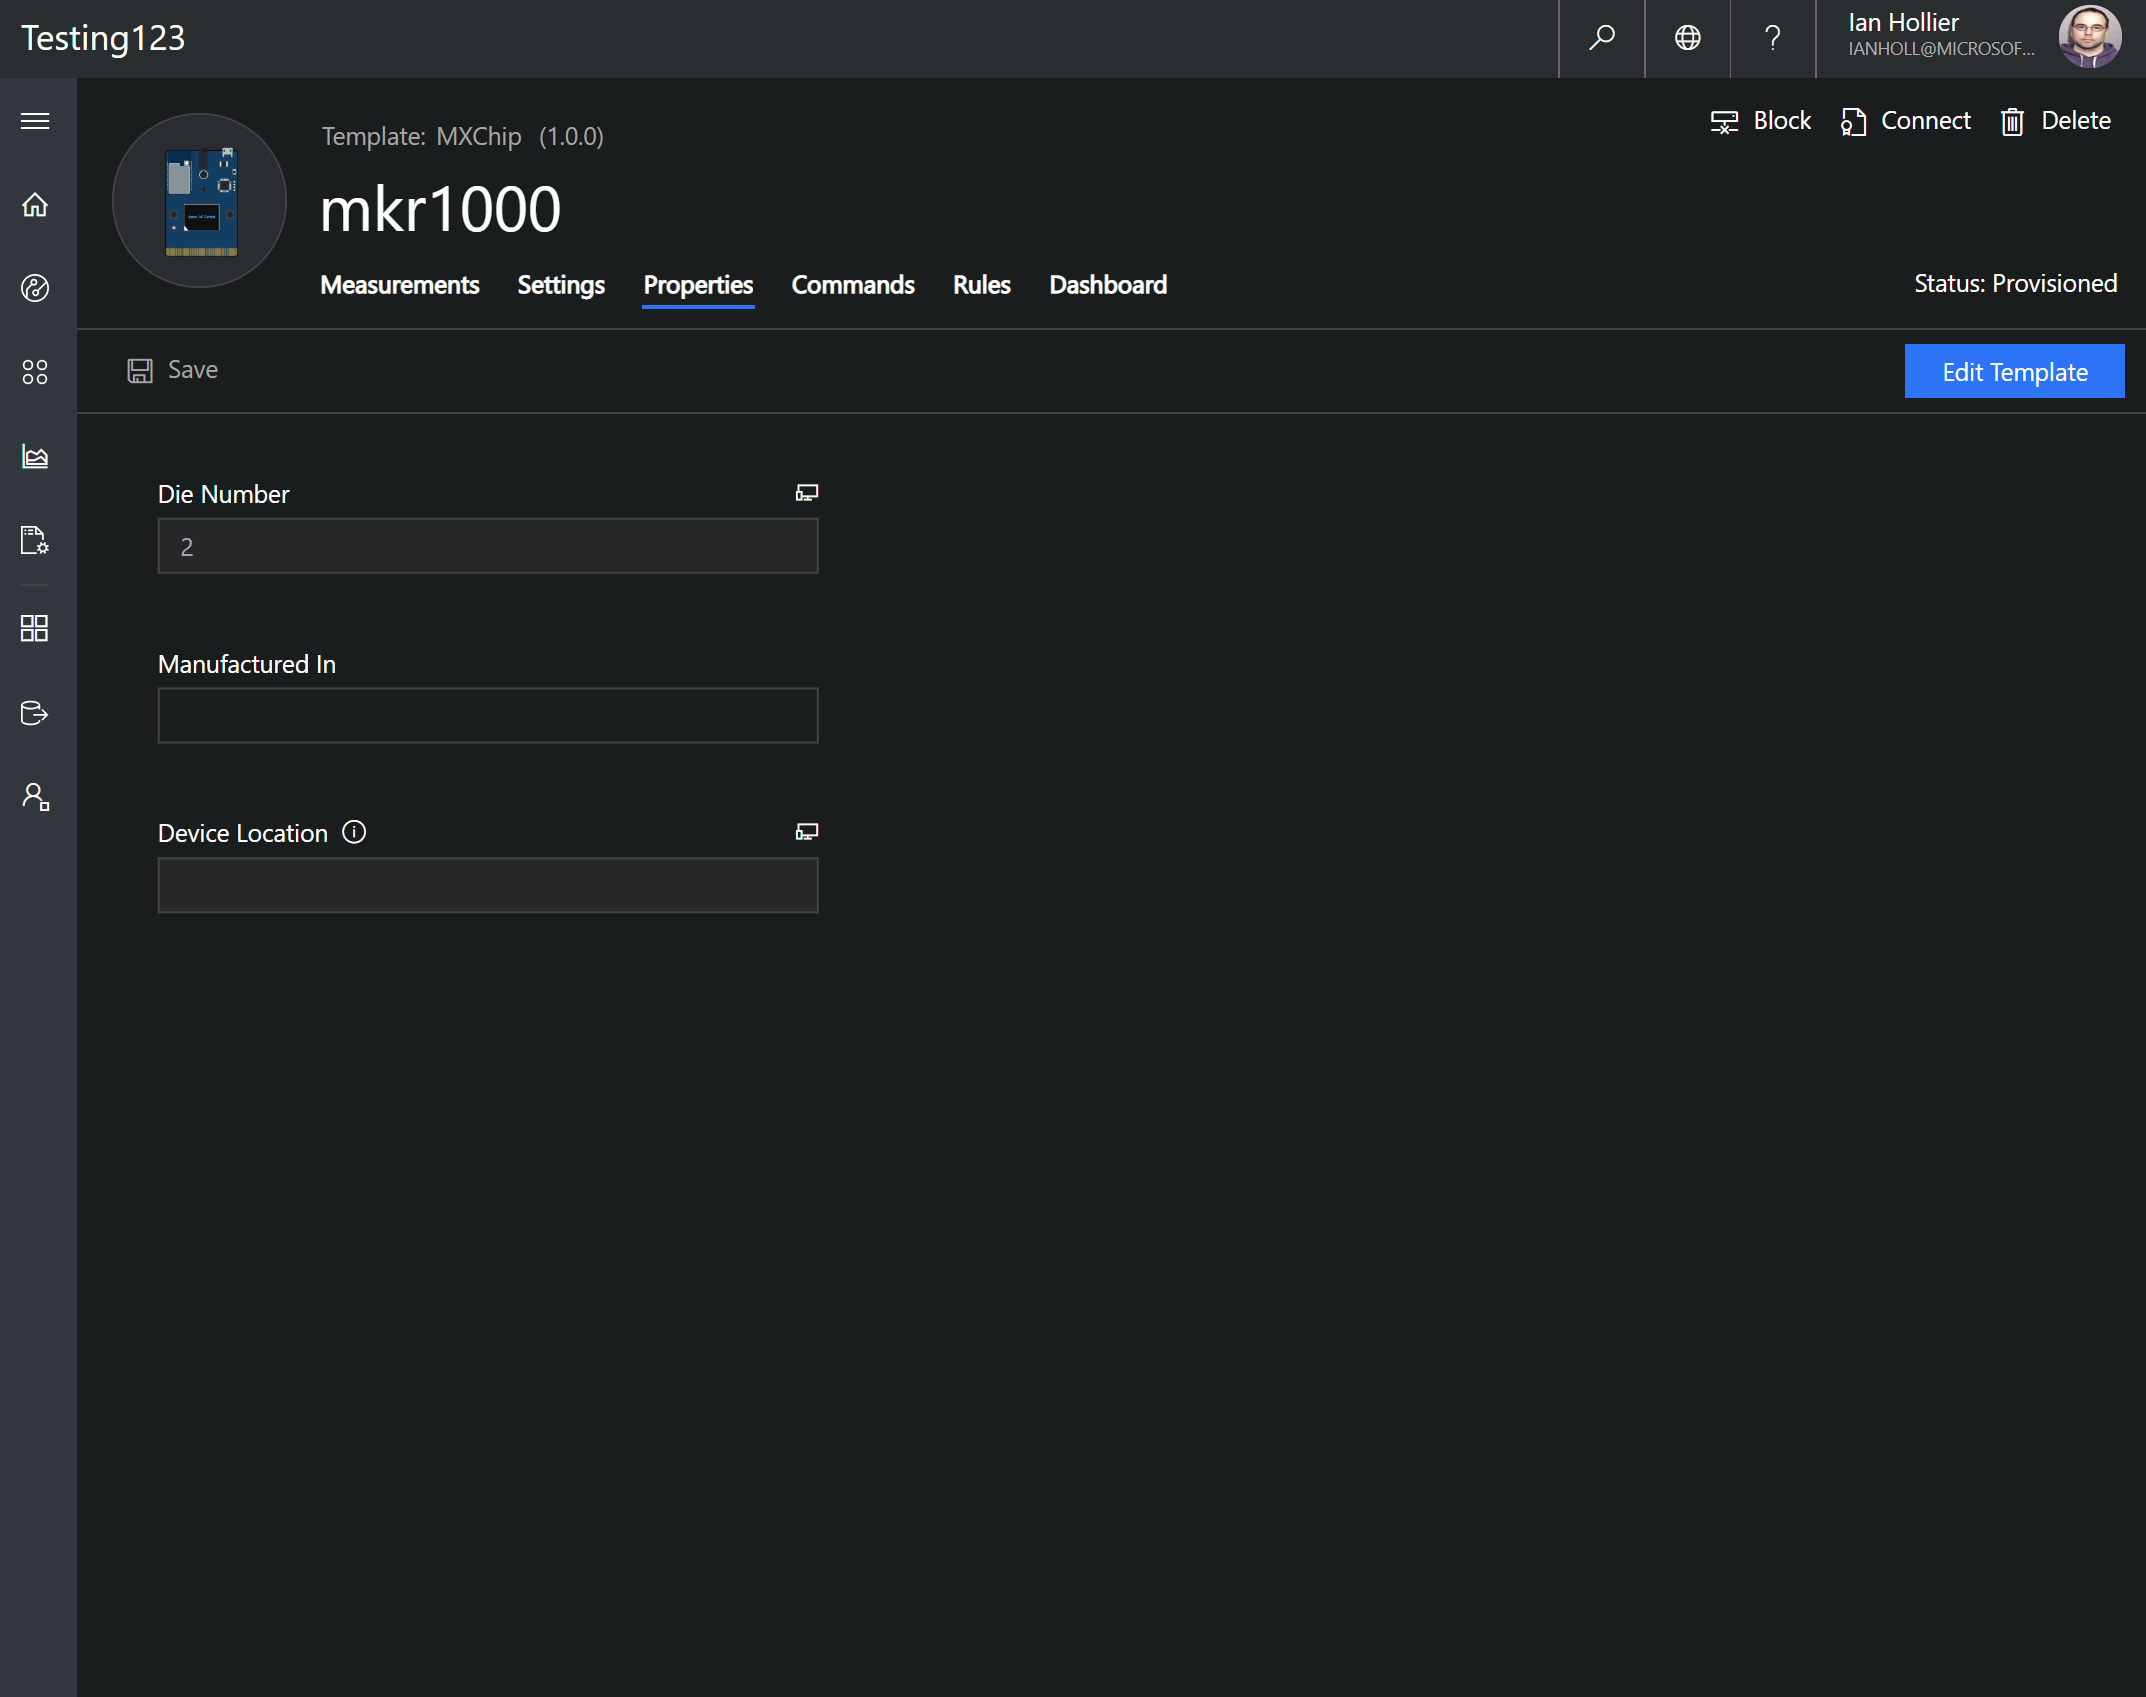 Testing123
Ian Hollier
IANHOLL@MICROSOF...
Template: MXChip (1.0.0)
Block
Connect
Delete
mkr1000
Measurements
Settings
Properties
Commands
Rules
Dashboard
Status: Provisioned
Save
Edit Template
Die Number
2
Manufactured In
Device Location